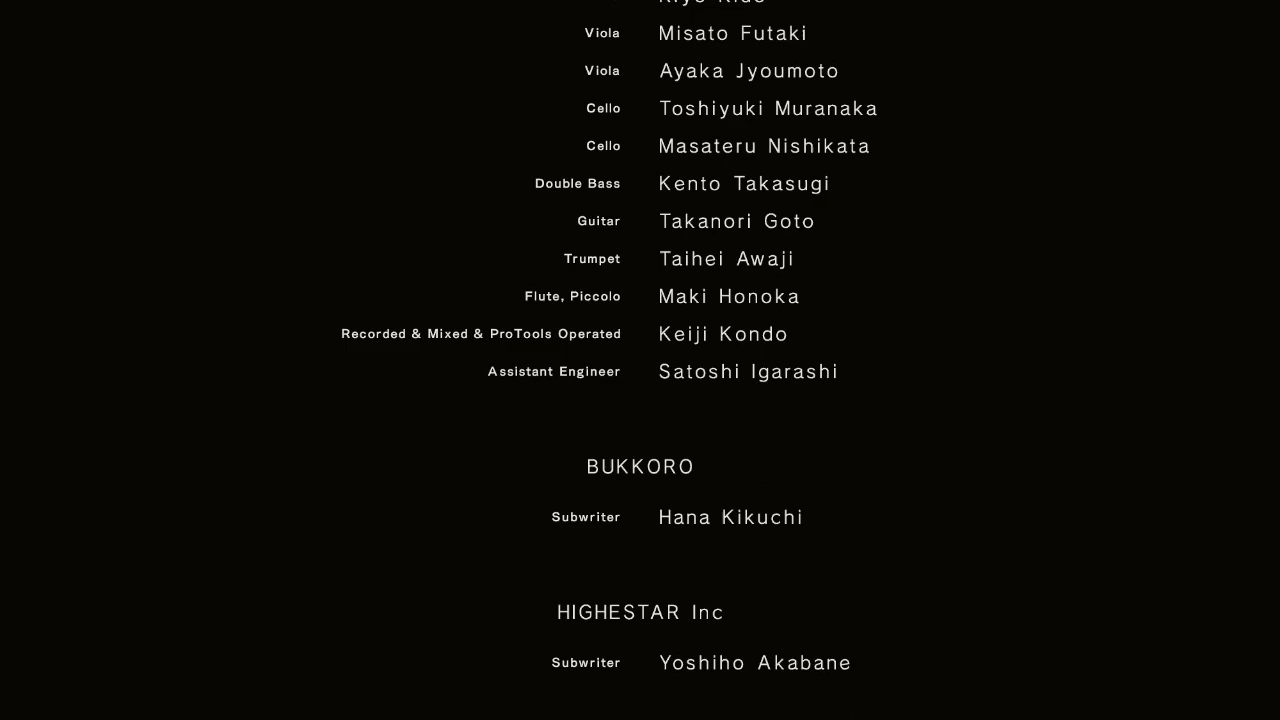 Viola Misato Futaki
Viola Ayaka Jyoumoto
Cello Toshiyuki Muranaka
Cello Masateru Nishikata
Double Bass Kento Takasugi
Guitar Takanori Goto
Trumpet Taihei Awaji
Flute, Piccolo Maki Honoka
Recorded & Mixed & ProTools Operated Keiji Kondo
Assistant Engineer Satoshi Igarashi
BUKKORO
Subwriter Hana Kikuchi
HIGHESTAR Inc
Subwriter Yoshiho Akabane